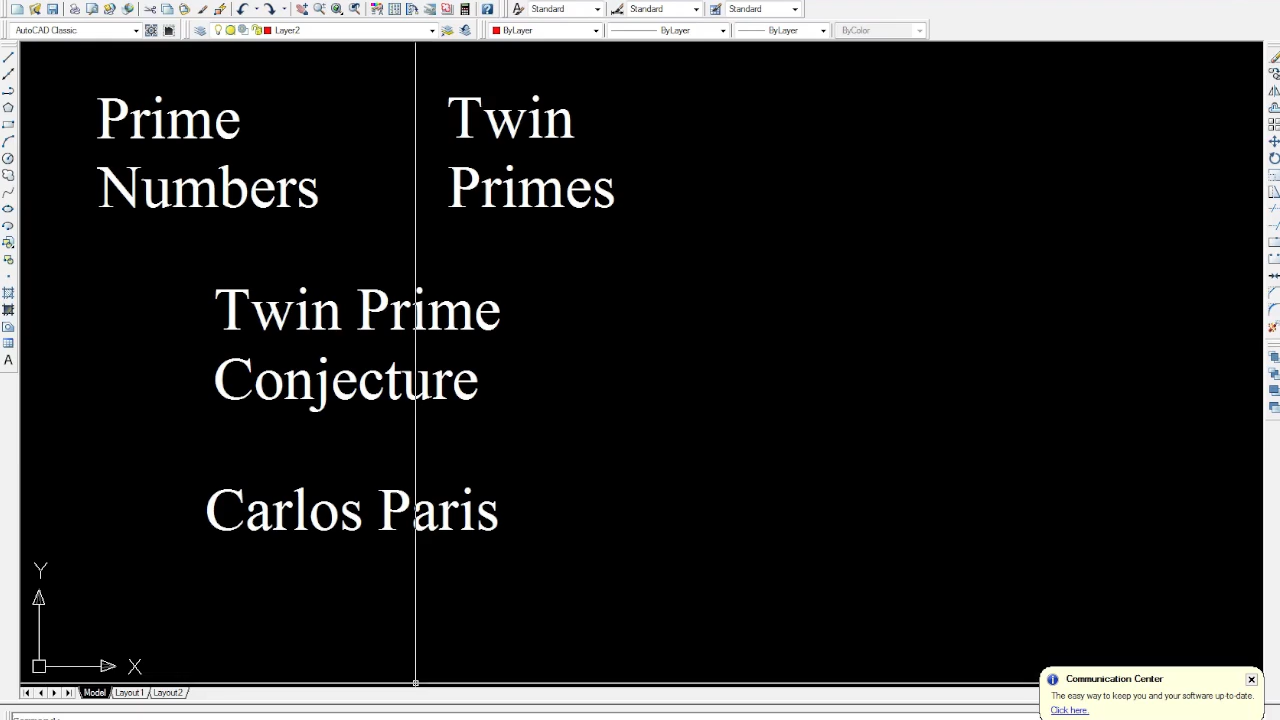 Standard
Standard
Standard
AutoCAD Classic
Layer2
ByLayer
ByLayer
ByLayer
ByColor
Prime
Numbers
Twin
Primes
Twin Prime
Conjecture
Carlos Paris
Y
X
Model
Layout1
Layout2
Communication Center
The easy way to keep you and your software up-to-date.
Click here.
Command: